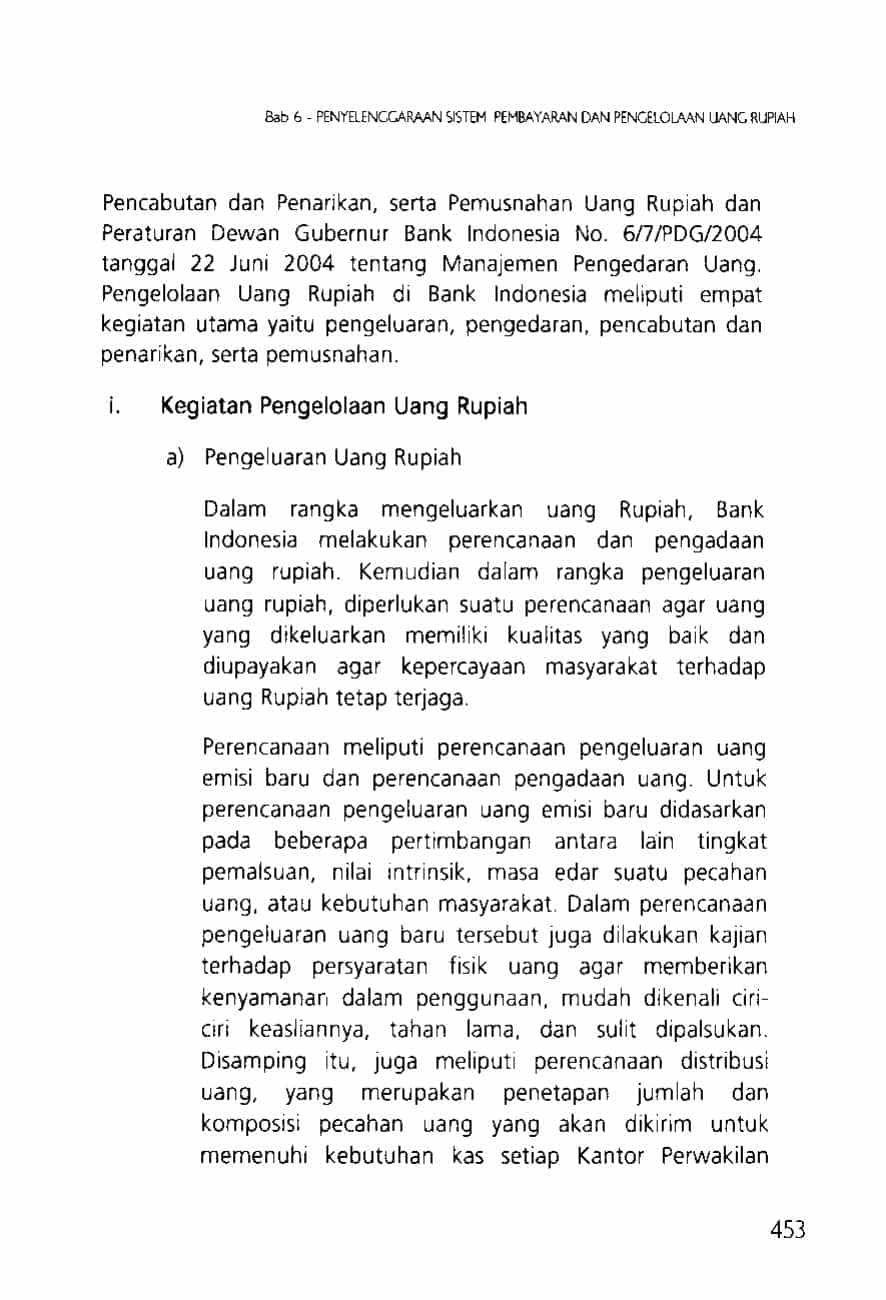 Bab 6 - PENYELENGGARAAN SISTEM PEMBAYARAN DAN PENGELOLAAN UANG RUPIAH
Pencabutan dan Penarikan, serta Pemusnahan Uang Rupiah dan
Peraturan Dewan Gubernur Bank Indonesia No. 6/7/PDG/2004
tanggal 22 Juni 2004 tentang Manajemen Pengedaran Uang.
Pengelolaan Uang Rupiah di Bank Indonesia meliputi empat
kegiatan utama yaitu pengeluaran, pengedaran, pencabutan dan
penarikan, serta pemusnahan.
i. Kegiatan Pengelolaan Uang Rupiah
a) Pengeluaran Uang Rupiah
Dalam rangka mengeluarkan uang Rupiah, Bank
Indonesia melakukan perencanaan dan pengadaan
uang rupiah. Kemudian dalam rangka pengeluaran
uang rupiah, diperlukan suatu perencanaan agar uang
yang dikeluarkan memiliki kualitas yang baik dan
diupayakan agar kepercayaan masyarakat terhadap
uang Rupiah tetap terjaga.
Perencanaan meliputi perencanaan pengeluaran uang
emisi baru dan perencanaan pengadaan uang. Untuk
perencanaan pengeluaran uang emisi baru didasarkan
pada beberapa pertimbangan antara lain tingkat
pemalsuan, nilai intrinsik, masa edar suatu pecahan
uang, atau kebutuhan masyarakat. Dalam perencanaan
pengeluaran uang baru tersebut juga dilakukan kajian
terhadap persyaratan fisik uang agar memberikan
kenyamanan dalam penggunaan, mudah dikenali ciri-
ciri keasliannya, tahan lama, dan sulit dipalsukan.
Disamping itu, juga meliputi perencanaan distribusi
uang, yang merupakan penetapan jumlah dan
komposisi pecahan uang yang akan dikirim untuk
memenuhi kebutuhan kas setiap Kantor Perwakilan
453